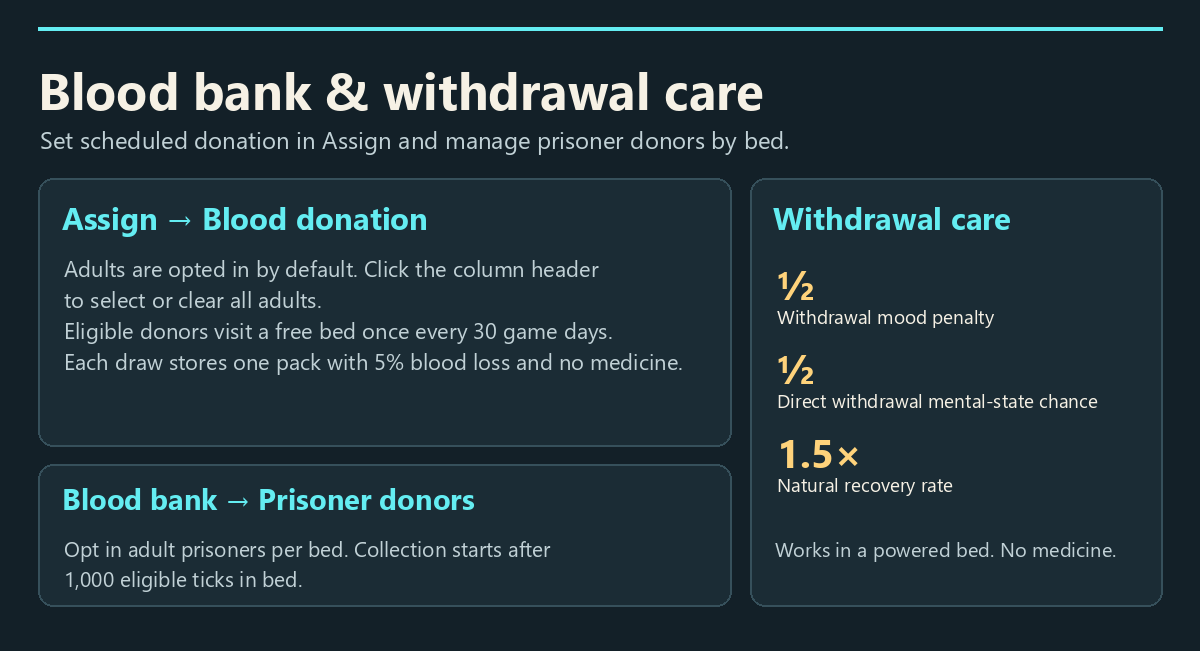 Blood bank & withdrawal care
Set scheduled donation in Assign and manage prisoner donors by bed.
Assign → Blood donation
Adults are opted in by default. Click the column header
to select or clear all adults.
Eligible donors visit a free bed once every 30 game days.
Each draw stores one pack with 5% blood loss and no medicine.
Blood bank → Prisoner donors
Opt in adult prisoners per bed. Collection starts after
1,000 eligible ticks in bed.
Withdrawal care
½
Withdrawal mood penalty
½
Direct withdrawal mental-state chance
1.5×
Natural recovery rate
Works in a powered bed. No medicine.